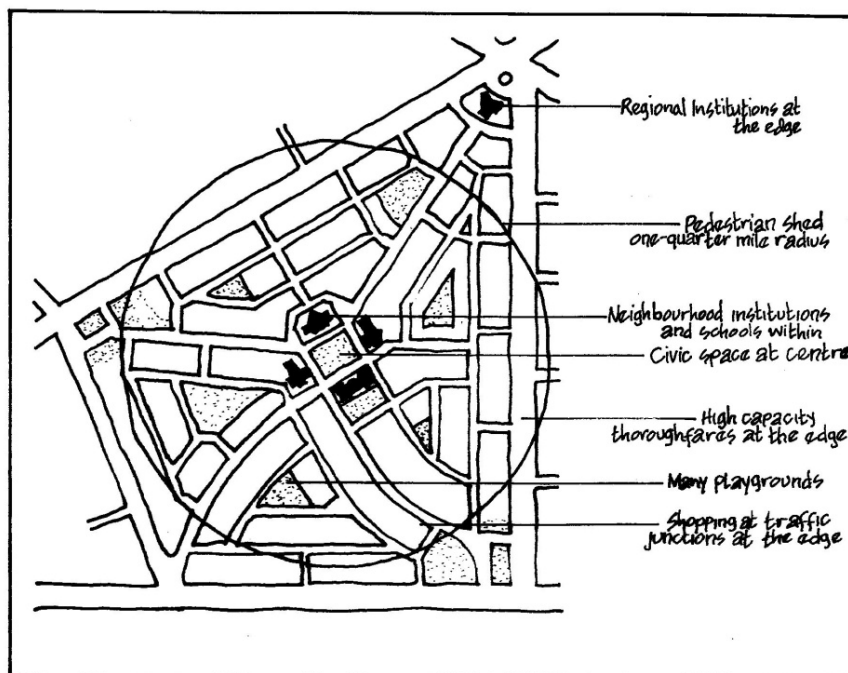 Regional Institutions at
the edge
Pedestrian shed
one-quarter mile radius
Neighbourhood institutions
and schools within
Civic space at centre
High capacity
thoroughfares at the edge
Many playgrounds
Shopping at traffic
junctions at the edge